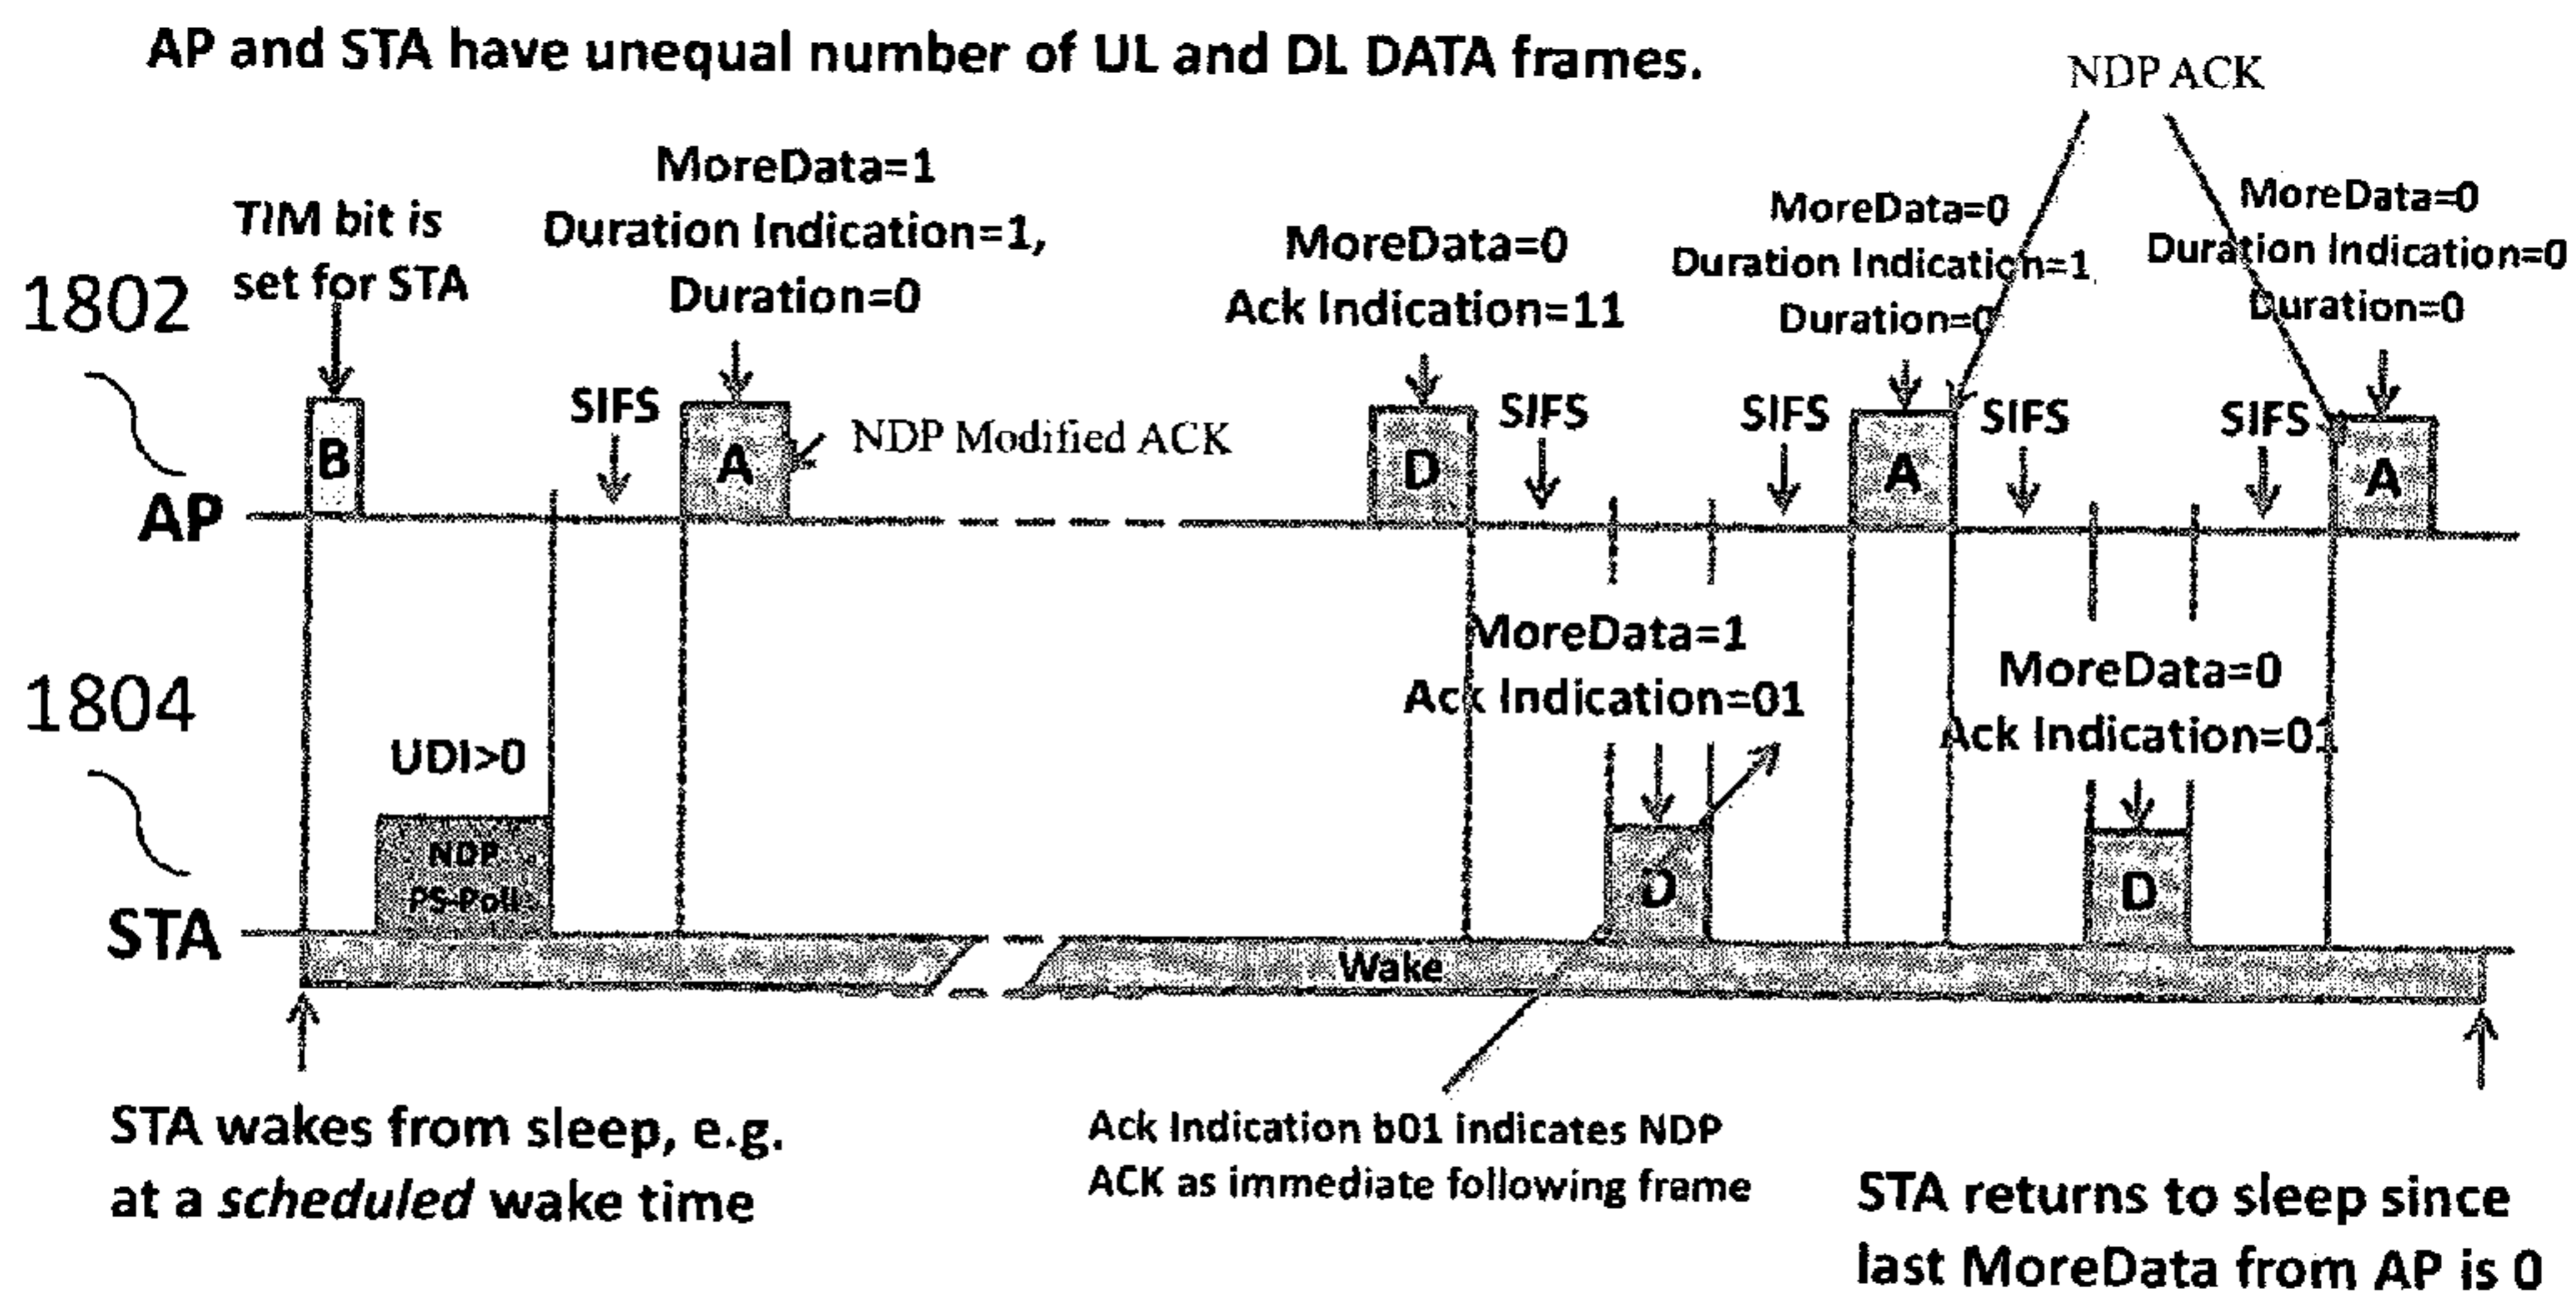 AP and STA have unequal number of UL and DL DATA frames.
NDP ACK
MoreData=1
Duration Indication=1,
Duration=0
TIM bit is
set for STA
MoreData=0
Ack Indication=11
MoreData=0
Duration Indication=1,
Duration=0
MoreData=0
Duration Indication=0
Duration=0
1802
SIFS
SIFS
SIFS
SIFS
SIFS
B
A
NDP Modified ACK
D
A
A
AP
MoreData=1
Ack Indication=01
MoreData=0
Ack Indication=01
1804
UDI>0
NDP
PS-Poll
D
D
STA
Wake
STA wakes from sleep, e.g.
at a scheduled wake time
Ack Indication b01 indicates NDP
ACK as immediate following frame
STA returns to sleep since
last MoreData from AP is 0